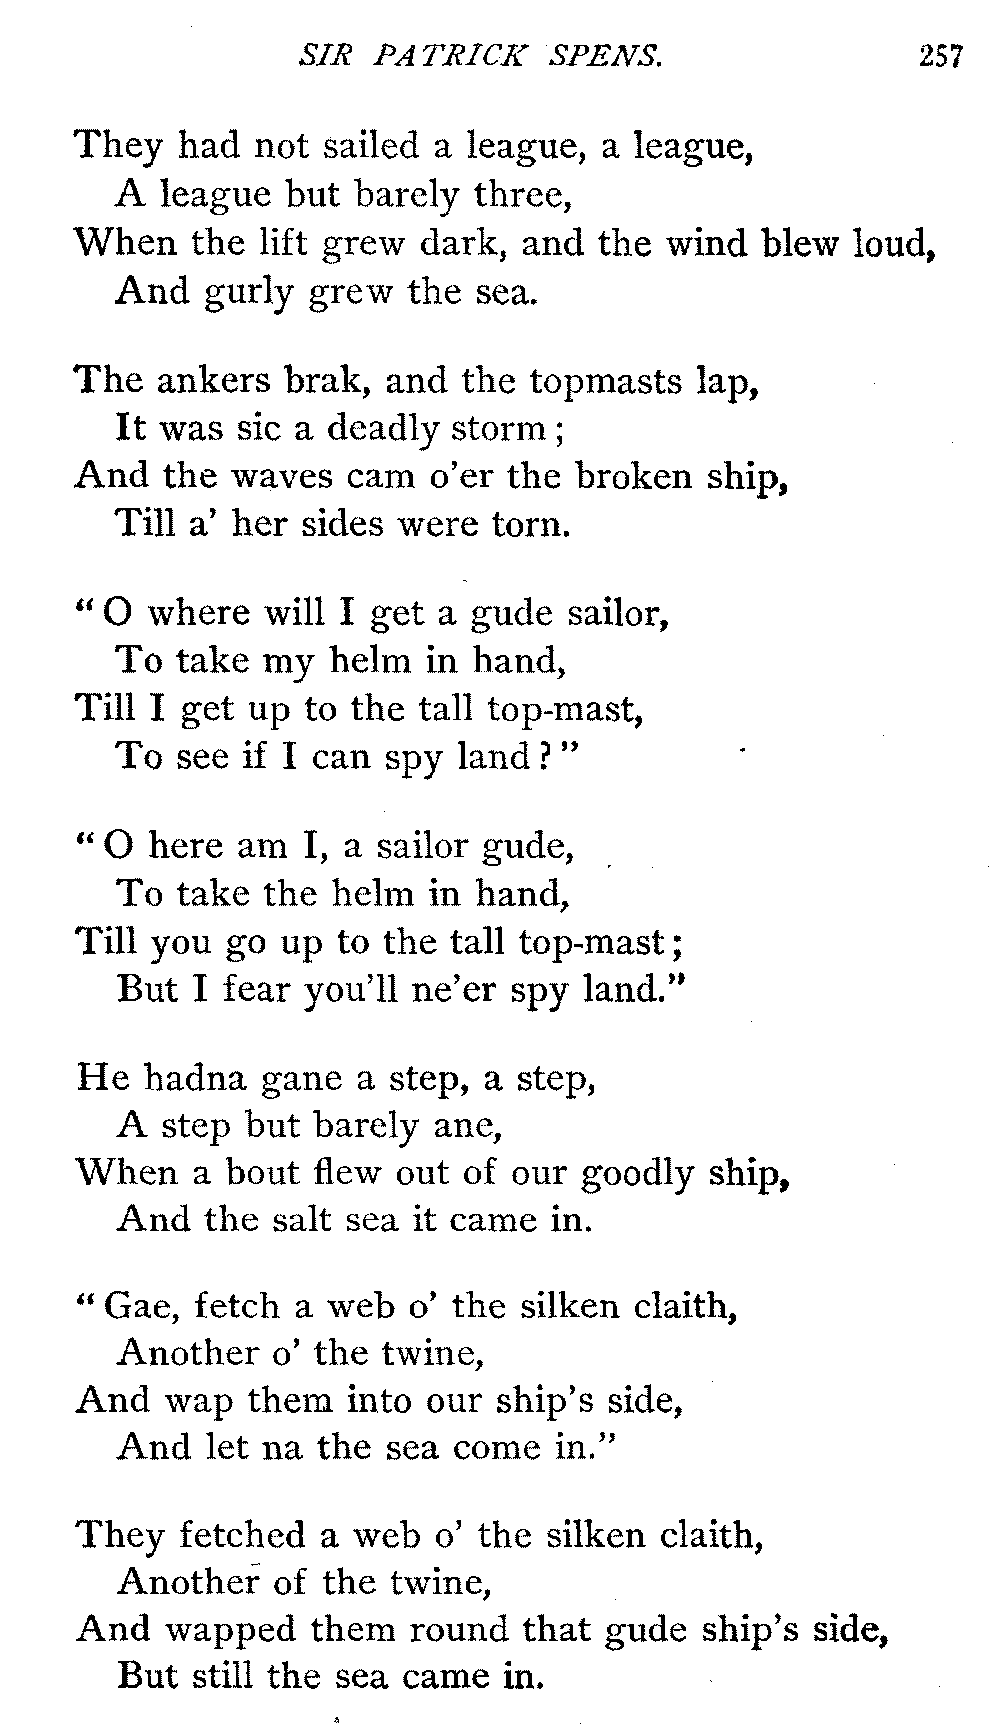 SIR PATRICK SPENS. 257
They had not sailed a league, a league,
A league but barely three,
When the lift grew dark, and the wind blew loud,
And gurly grew the sea.
The ankers brak, and the topmasts lap,
It was sic a deadly storm;
And the waves cam o'er the broken ship,
Till a' her sides were torn.
"O where will I get a gude sailor,
To take my helm in hand,
Till I get up to the tall top-mast,
To see if I can spy land?"
"O here am I, a sailor gude,
To take the helm in hand,
Till you go up to the tall top-mast;
But I fear you'll ne'er spy land."
He hadna gane a step, a step,
A step but barely ane,
When a bout flew out of our goodly ship,
And the salt sea it came in.
"Gae, fetch a web o' the silken claith,
Another o' the twine,
And wap them into our ship's side,
And let na the sea come in."
They fetched a web o' the silken claith,
Another of the twine,
And wapped them round that gude ship's side,
But still the sea came in.